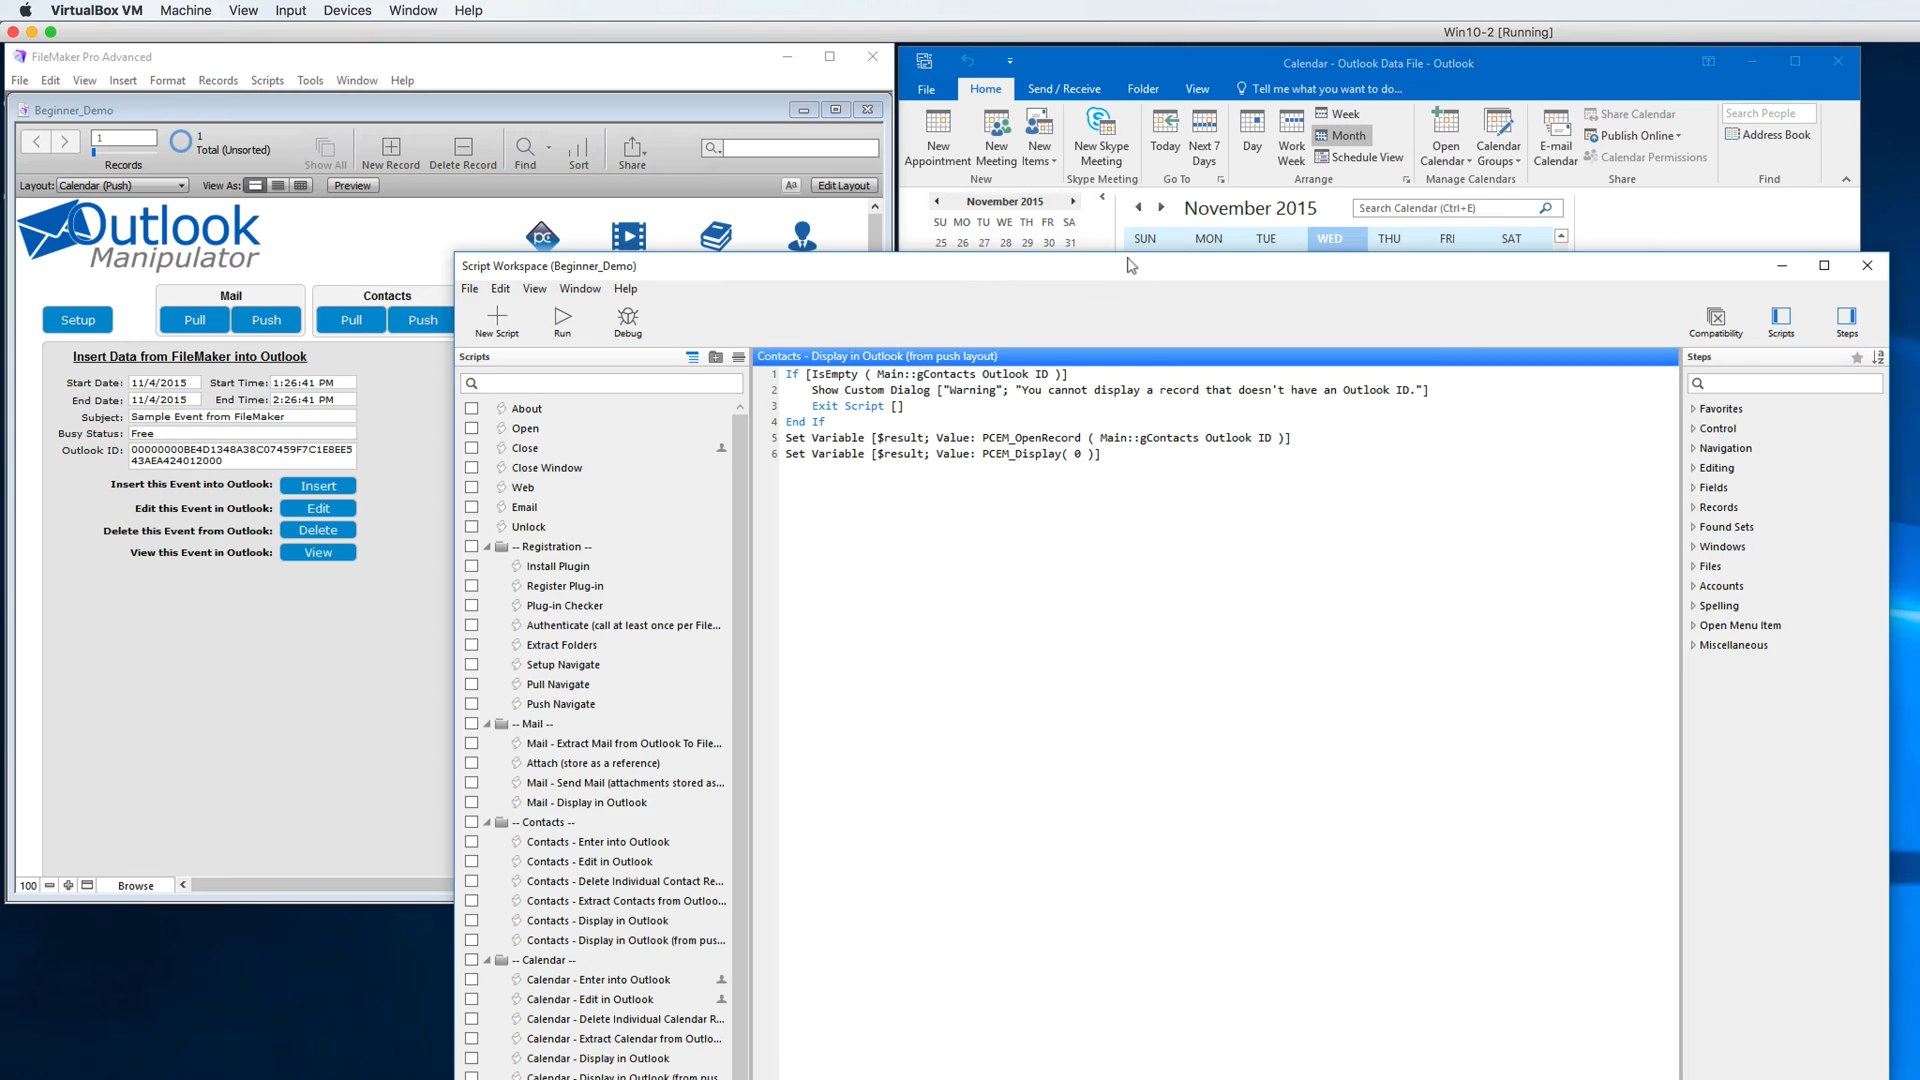 VirtualBox VM Machine View Input Devices Window Help
Win10-2 [Running]
FileMaker Pro Advanced
File Edit View Insert Format Records Scripts Tools Window Help
Beginner_Demo
1
1
Total (Unsorted)
Records
Show All
New Record
Delete Record
Find
Sort
Share
Layout: Calendar (Push)
View As:
Preview
Aa
Edit Layout
Outlook
Manipulator
pc
Setup
Mail
Pull
Push
Contacts
Pull
Push
Insert Data from FileMaker into Outlook
Start Date: 11/4/2015 Start Time: 1:26:41 PM
End Date: 11/4/2015 End Time: 2:26:41 PM
Subject: Sample Event from FileMaker
Busy Status: Free
Outlook ID: 00000000BE4D1348A38C07459F7C1E8EE5
43AEA424012000
Insert this Event into Outlook: Insert
Edit this Event in Outlook: Edit
Delete this Event from Outlook: Delete
View this Event in Outlook: View
100
Browse
Calendar - Outlook Data File - Outlook
File Home Send / Receive Folder View Tell me what you want to do...
New
Appointment
New
Meeting
New
Items
New
New Skype
Meeting
Skype Meeting
Today
Next 7
Days
Go To
Day
Work
Week
Week
Month
Schedule View
Arrange
Open
Calendar
Calendar
Groups
Manage Calendars
E-mail
Calendar
Share Calendar
Publish Online
Calendar Permissions
Share
Search People
Address Book
Find
November 2015
SU MO TU WE TH FR SA
25 26 27 28 29 30 31
November 2015
Search Calendar (Ctrl+E)
SUN MON TUE WED THU FRI SAT
Script Workspace (Beginner_Demo)
File Edit View Window Help
New Script
Run
Debug
Compatibility
Scripts
Steps
Scripts
About
Open
Close
Close Window
Web
Email
Unlock
-- Registration --
Install Plugin
Register Plug-in
Plug-in Checker
Authenticate (call at least once per File...
Extract Folders
Setup Navigate
Pull Navigate
Push Navigate
-- Mail --
Mail - Extract Mail from Outlook To File...
Attach (store as a reference)
Mail - Send Mail (attachments stored as...
Mail - Display in Outlook
-- Contacts --
Contacts - Enter into Outlook
Contacts - Edit in Outlook
Contacts - Delete Individual Contact Re...
Contacts - Extract Contacts from Outloo...
Contacts - Display in Outlook
Contacts - Display in Outlook (from pus...
-- Calendar --
Calendar - Enter into Outlook
Calendar - Edit in Outlook
Calendar - Delete Individual Calendar R...
Calendar - Extract Calendar from Outlo...
Calendar - Display in Outlook
Calendar - Display in Outlook (from pus...
Contacts - Display in Outlook (from push layout)
1 If [IsEmpty ( Main::gContacts Outlook ID )]
2 Show Custom Dialog ["Warning"; "You cannot display a record that doesn't have an Outlook ID."]
3 Exit Script []
4 End If
5 Set Variable [$result; Value: PCEM_OpenRecord ( Main::gContacts Outlook ID )]
6 Set Variable [$result; Value: PCEM_Display( 0 )]
Steps
Favorites
Control
Navigation
Editing
Fields
Records
Found Sets
Windows
Files
Accounts
Spelling
Open Menu Item
Miscellaneous